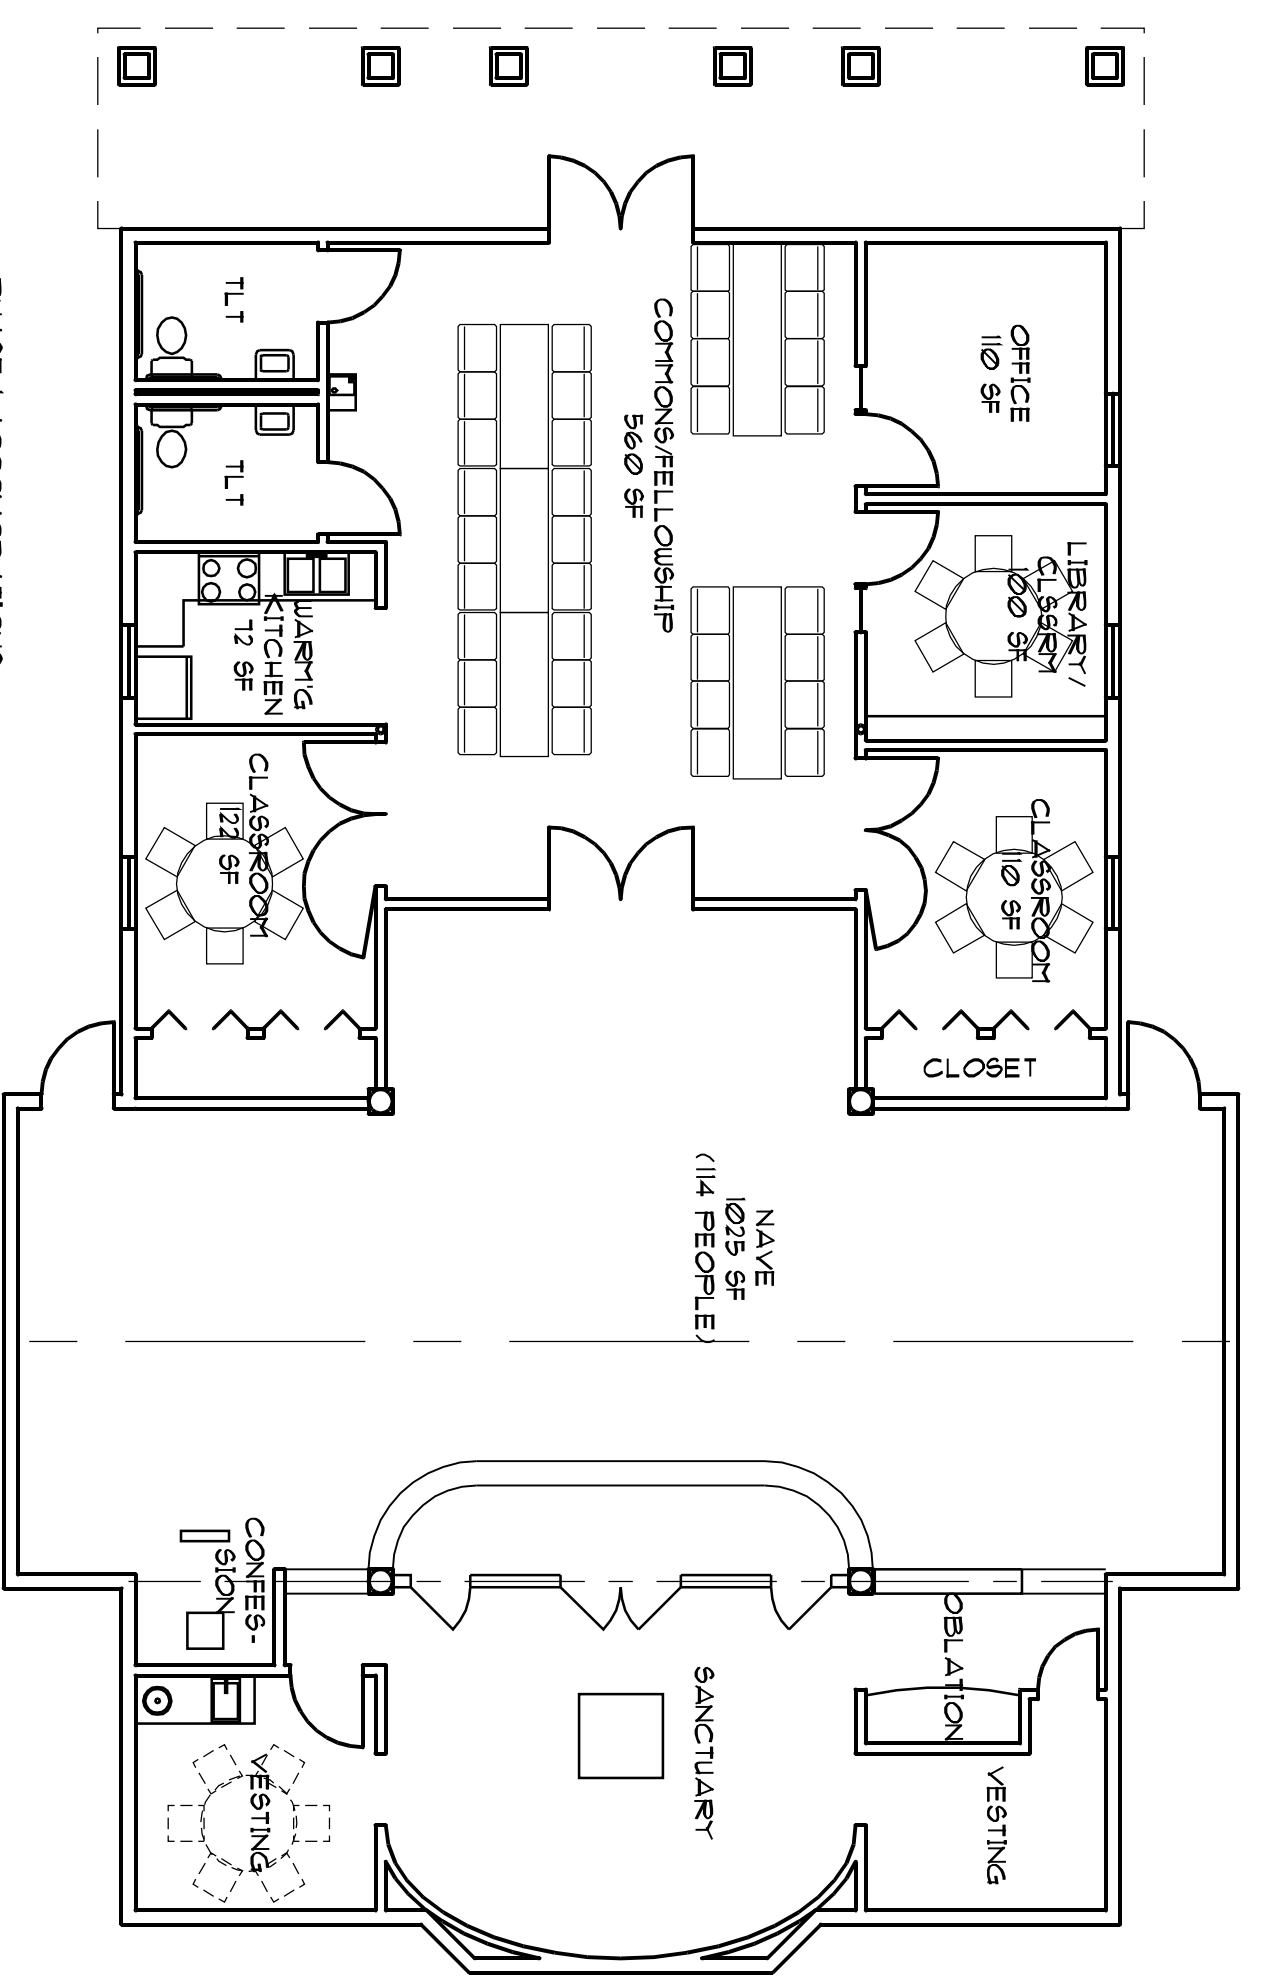 TLT
TLT
COMMONS/FELLOWSHIP
560 SF
OFFICE
110 SF
LIBRARY/
CLSSRM
100 SF
WARM'G
KITCHEN
72 SF
CLASSROOM
122 SF
CLASSROOM
110 SF
CLOSET
NAVE
1025 SF
(114 PEOPLE)
CONFES-
SION
OBLATION
SANCTUARY
VESTING
VESTING